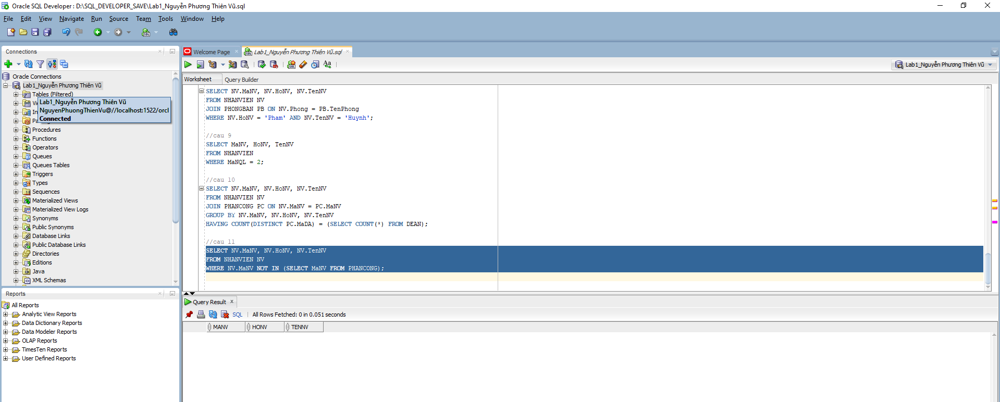 Oracle SQL Developer : D:\SQL_DEVELOPER_SAVE\Lab1_Nguyễn Phương Thiên Vũ.sql
File Edit View Navigate Run Source Team Tools Window Help
Connections
Oracle Connections
Lab1_Nguyễn Phương Thiên Vũ
Tables (Filtered)
Lab1_Nguyễn Phương Thiên Vũ
NguyenPhuongThienVu@//localhost:1522/orcl
Connected
Procedures
Functions
Operators
Queues
Queues Tables
Triggers
Types
Sequences
Materialized Views
Materialized View Logs
Synonyms
Public Synonyms
Database Links
Public Database Links
Directories
Editions
Java
XML Schemas
Reports
All Reports
Analytic View Reports
Data Dictionary Reports
Data Modeler Reports
OLAP Reports
TimesTen Reports
User Defined Reports
Welcome Page
Lab1_Nguyễn Phương Thiên Vũ.sql
Lab1_Nguyễn Phương Thiên Vũ
Worksheet Query Builder
SELECT NV.MaNV, NV.HoNV, NV.TenNV
FROM NHANVIEN NV
JOIN PHONGBAN PB ON NV.Phong = PB.TenPhong
WHERE NV.HoNV = 'Pham' AND NV.TenNV = 'Huynh';
//cau 9
SELECT MaNV, HoNV, TenNV
FROM NHANVIEN
WHERE MaNQL = 2;
//cau 10
SELECT NV.MaNV, NV.HoNV, NV.TenNV
FROM NHANVIEN NV
JOIN PHANCONG PC ON NV.MaNV = PC.MaNV
GROUP BY NV.MaNV, NV.HoNV, NV.TenNV
HAVING COUNT(DISTINCT PC.MaDA) = (SELECT COUNT(*) FROM DEAN);
//cau 11
SELECT NV.MaNV, NV.HoNV, NV.TenNV
FROM NHANVIEN NV
WHERE NV.MaNV NOT IN (SELECT MaNV FROM PHANCONG);
Query Result
SQL All Rows Fetched: 0 in 0.051 seconds
MANV HONV TENNV